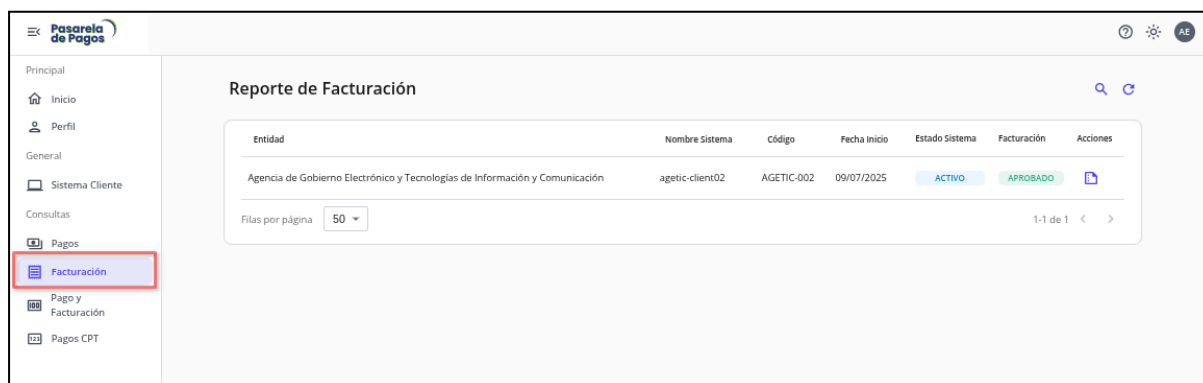 Pasarela
de Pagos
AE
Principal
Inicio
Perfil
General
Sistema Cliente
Consultas
Pagos
Facturación
Pago y
Facturación
Pagos CPT
Reporte de Facturación
Entidad Nombre Sistema Código Fecha Inicio Estado Sistema Facturación Acciones
Agencia de Gobierno Electrónico y Tecnologías de Información y Comunicación agetic-client02 AGETIC-002 09/07/2025 ACTIVO APROBADO
Filas por página 50 1-1 de 1